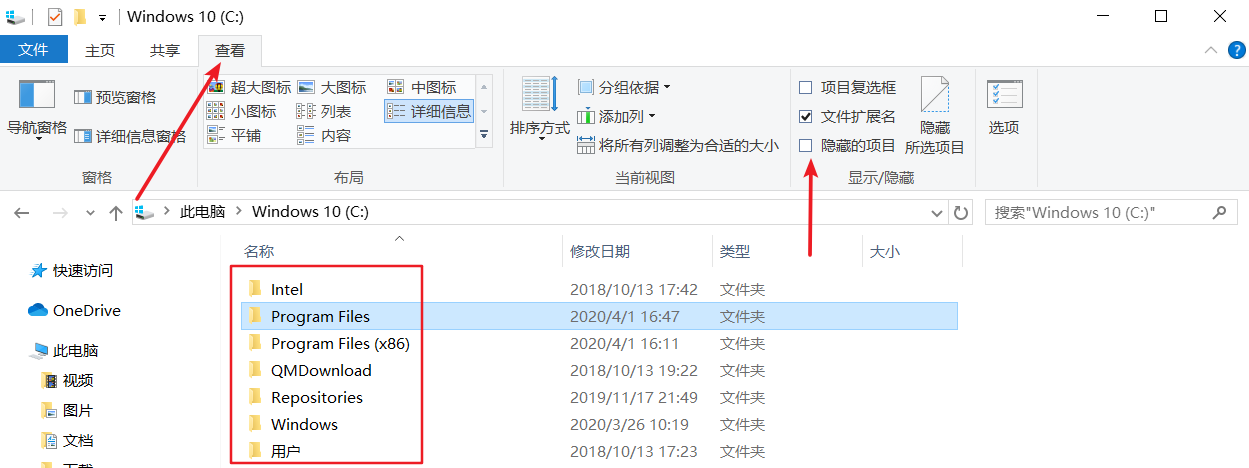 Windows 10 (C:)
文件 主页 共享 查看
导航窗格 预览窗格 详细信息窗格
窗格
超大图标 大图标 中图标
小图标 列表 详细信息
平铺 内容
布局
排序方式 分组依据
添加列
将所有列调整为合适的大小
当前视图
项目复选框
文件扩展名
隐藏的项目
隐藏
所选项目
显示/隐藏
选项
此电脑 Windows 10 (C:)
搜索"Windows 10 (C:)"
快速访问
OneDrive
此电脑
视频
图片
文档
下载
名称 修改日期 类型 大小
Intel 2018/10/13 17:42 文件夹
Program Files 2020/4/1 16:47 文件夹
Program Files (x86) 2020/4/1 16:11 文件夹
QMDownload 2018/10/13 19:22 文件夹
Repositories 2019/11/17 21:49 文件夹
Windows 2020/3/26 10:19 文件夹
用户 2018/10/13 17:23 文件夹